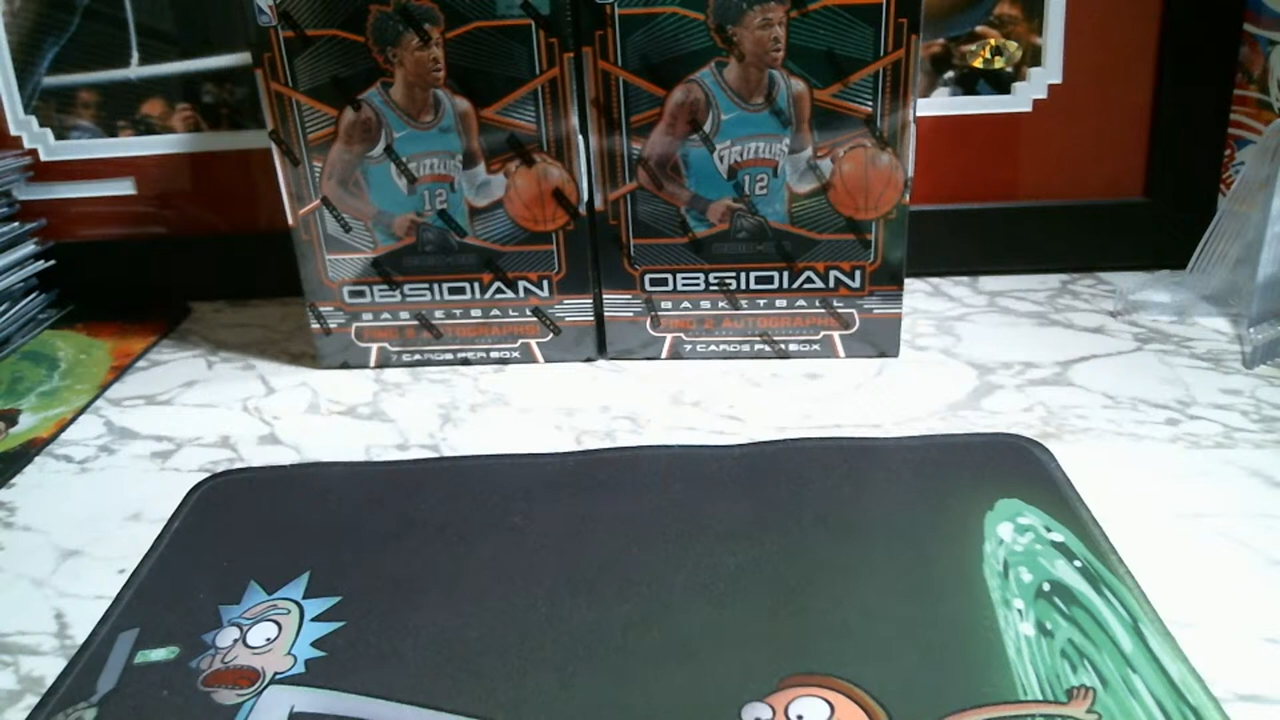 GRIZZLIES
12
OBSIDIAN
BASKETBALL
AUTOGRAPHS!
7 CARDS PER BOX
GRIZZLIES
12
OBSIDIAN
BASKETBALL
FIND 2 AUTOGRAPHS
7 CARDS PER BOX